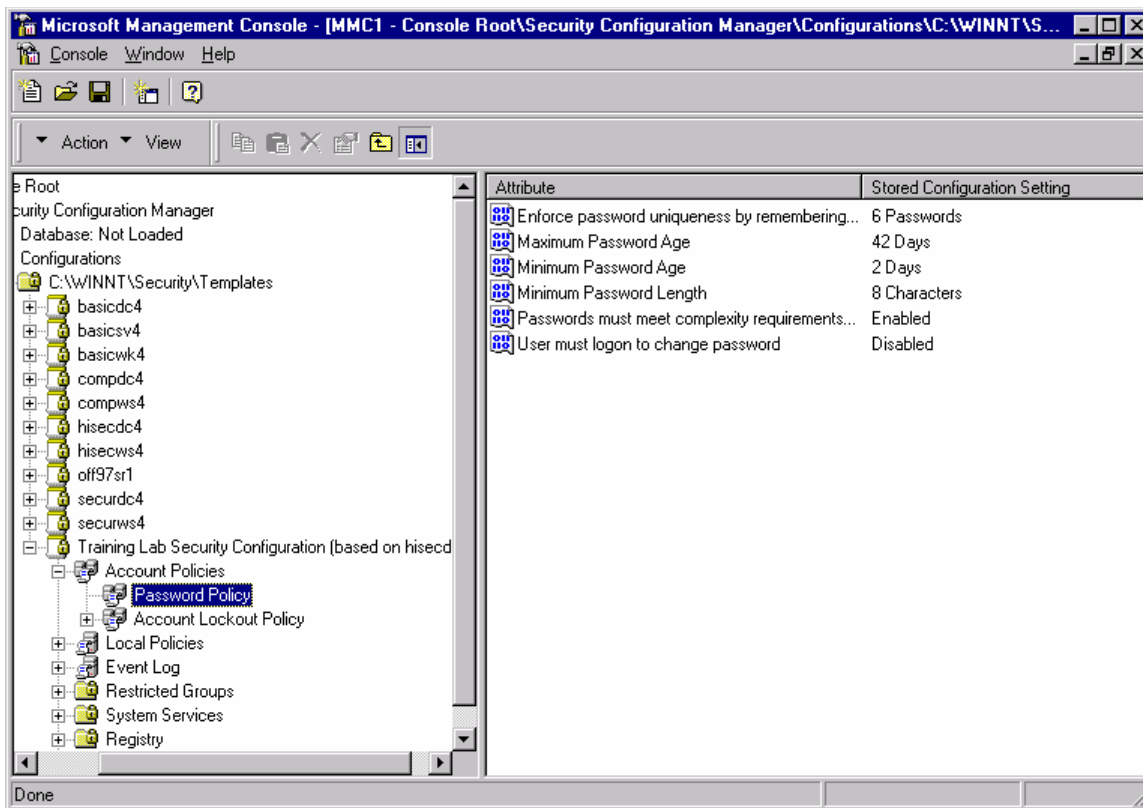 Microsoft Management Console - [MMC1 - Console Root\Security Configuration Manager\Configurations\C:\WINNT\S...
Console Window Help
Action View
e Root
curity Configuration Manager
Database: Not Loaded
Configurations
C:\WINNT\Security\Templates
basicdc4
basicsv4
basicwk4
compdc4
compws4
hisecdc4
hisecws4
off97sr1
securdc4
securws4
Training Lab Security Configuration (based on hisecd
Account Policies
Password Policy
Account Lockout Policy
Local Policies
Event Log
Restricted Groups
System Services
Registry
Attribute Stored Configuration Setting
Enforce password uniqueness by remembering... 6 Passwords
Maximum Password Age 42 Days
Minimum Password Age 2 Days
Minimum Password Length 8 Characters
Passwords must meet complexity requirements... Enabled
User must logon to change password Disabled
Done